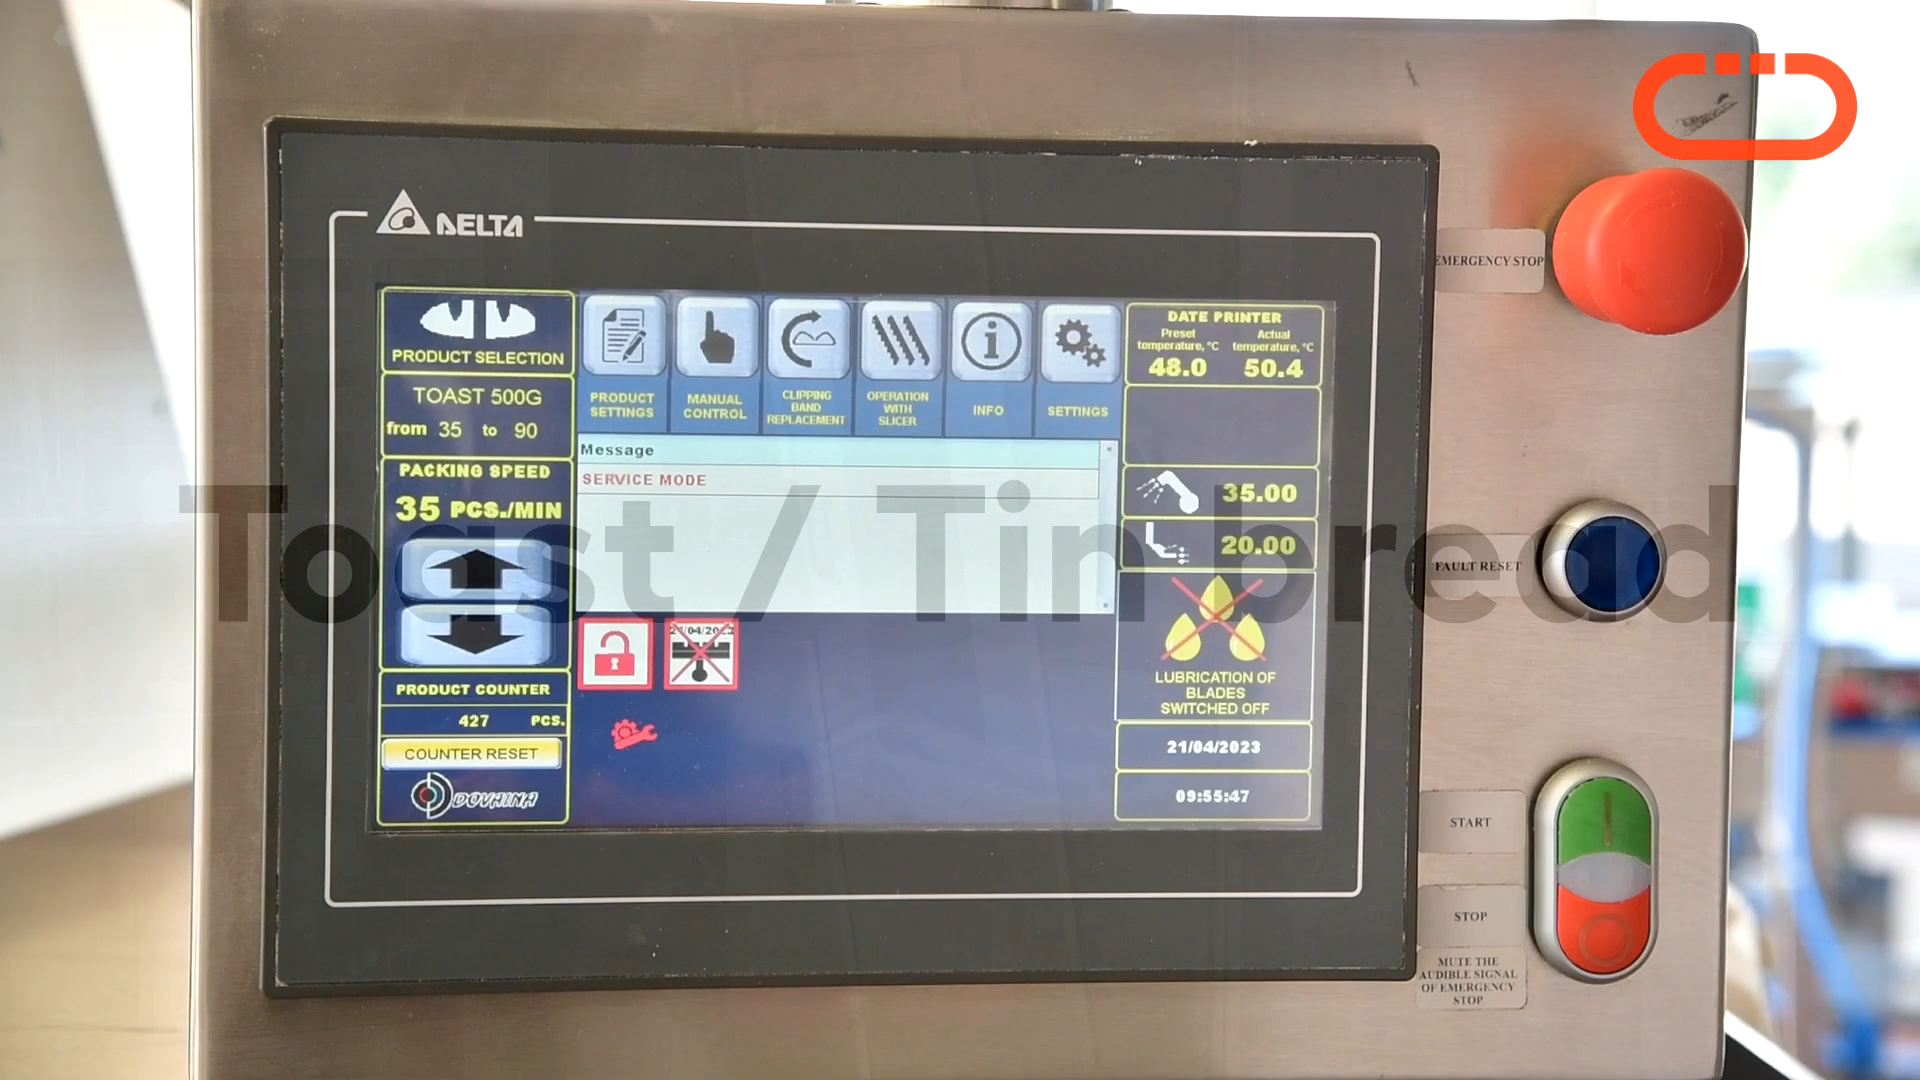 DELTA
PRODUCT SELECTION
TOAST 500G
from 35 to 90
PACKING SPEED
35 PCS./MIN
PRODUCT COUNTER
427 PCS.
COUNTER RESET
DOVAINA
PRODUCT
SETTINGS
MANUAL
CONTROL
CLIPPING
BAND
REPLACEMENT
OPERATION
WITH
SLICER
INFO
SETTINGS
Message
SERVICE MODE
21/04/2023
DATE PRINTER
Preset
temperature, °C
48.0
Actual
temperature, °C
50.4
35.00
20.00
LUBRICATION OF
BLADES
SWITCHED OFF
21/04/2023
09:55:47
Toast / Tin bread
EMERGENCY STOP
FAULT RESET
START
STOP
MUTE THE
AUDIBLE SIGNAL
OF EMERGENCY
STOP